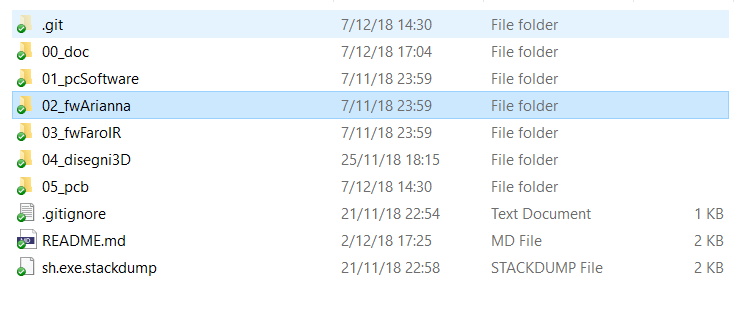 .git 7/12/18 14:30 File folder
00_doc 7/12/18 17:04 File folder
01_pcSoftware 7/11/18 23:59 File folder
02_fwArianna 7/11/18 23:59 File folder
03_fwFaroIR 7/11/18 23:59 File folder
04_disegni3D 25/11/18 18:15 File folder
05_pcb 7/12/18 14:30 File folder
.gitignore 21/11/18 22:54 Text Document 1 KB
README.md 2/12/18 17:25 MD File 2 KB
sh.exe.stackdump 21/11/18 22:58 STACKDUMP File 2 KB